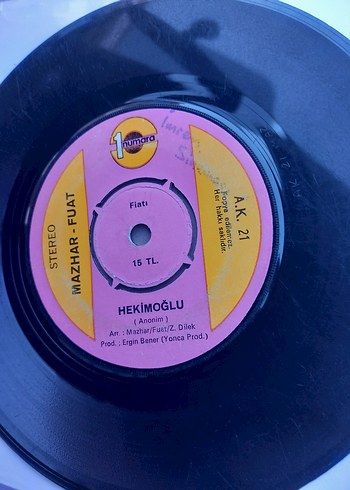 1 numara
STEREO
MAZHAR - FUAT
Fiatı
15 TL.
A.K. 21
Kopya edilemez.
Her hakkı saklıdır.
HEKİMOĞLU
( Anonim )
Arr. : Mazhar/Fuat/Z. Dilek
Prod. ; Ergin Bener (Yonca Prod.)